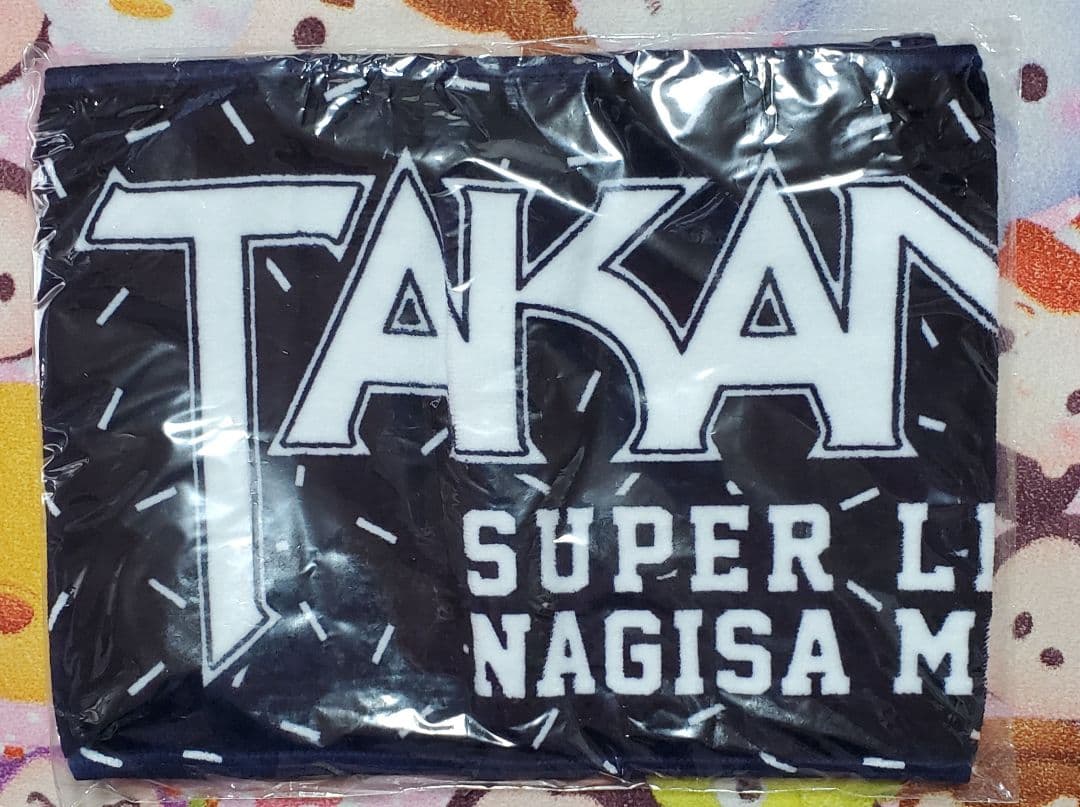 TAKAN
SUPER LI
NAGISA M